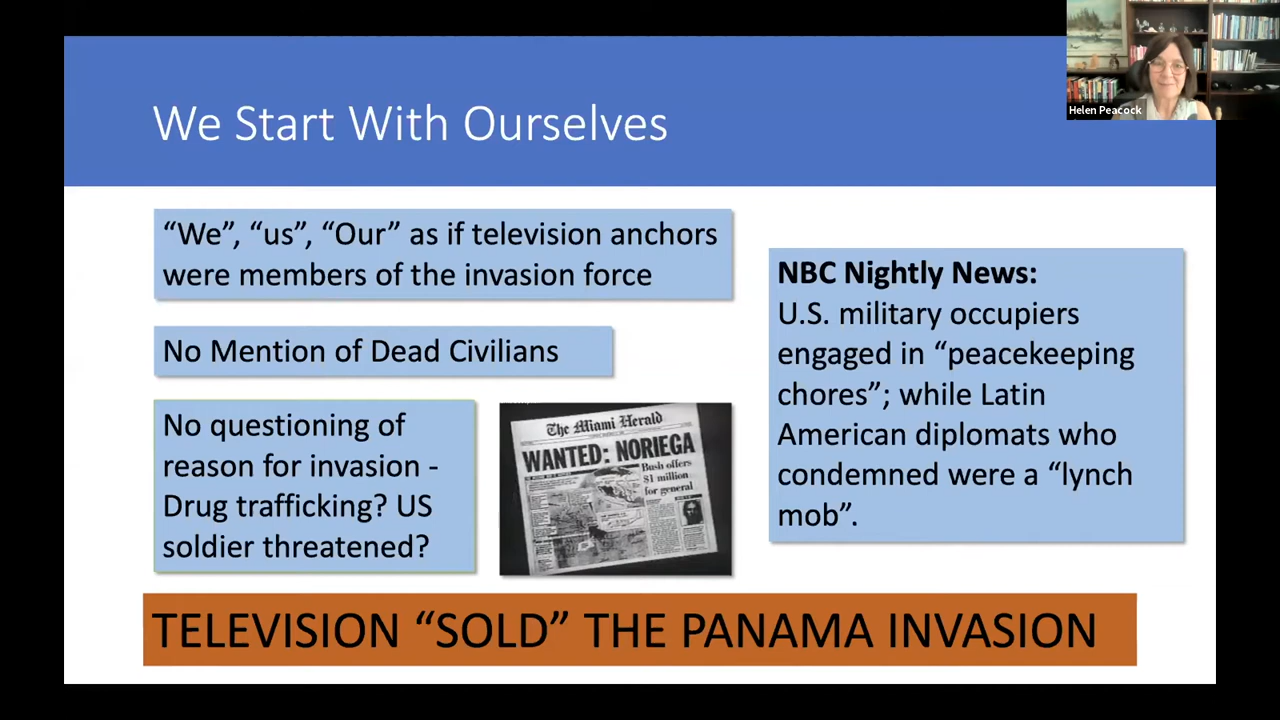 We Start With Ourselves
Helen Peacock
“We”, “us”, “Our” as if television anchors
were members of the invasion force
No Mention of Dead Civilians
No questioning of
reason for invasion -
Drug trafficking? US
soldier threatened?
The Miami Herald
WANTED: NORIEGA
Bush offers
$1 million
for general
NBC Nightly News:
U.S. military occupiers
engaged in “peacekeeping
chores”; while Latin
American diplomats who
condemned were a “lynch
mob”.
TELEVISION “SOLD” THE PANAMA INVASION